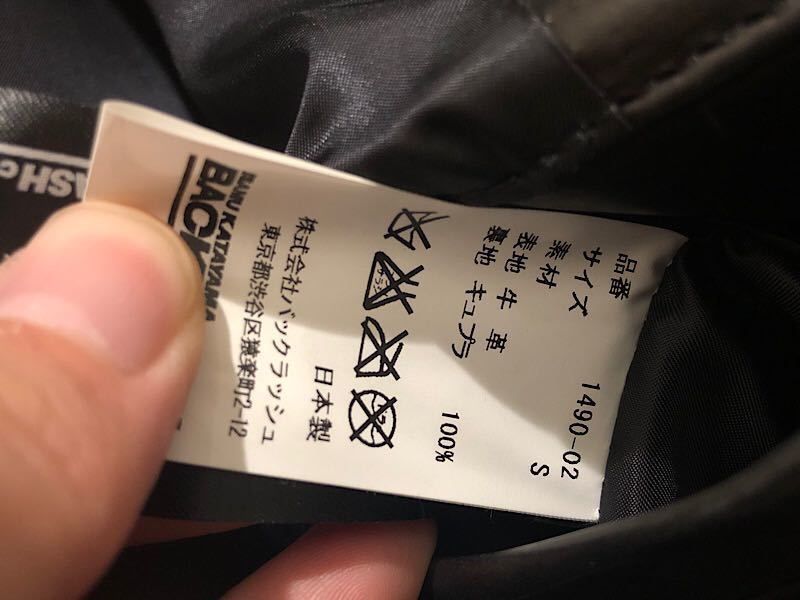 品番 1490-02
サイズ S
素材
表地 牛革
裏地 キュプラ 100%
日本製
株式会社バックラッシュ
東京都渋谷区猿楽町2-12
ISAMU KATAYAMA
BACK
ASH